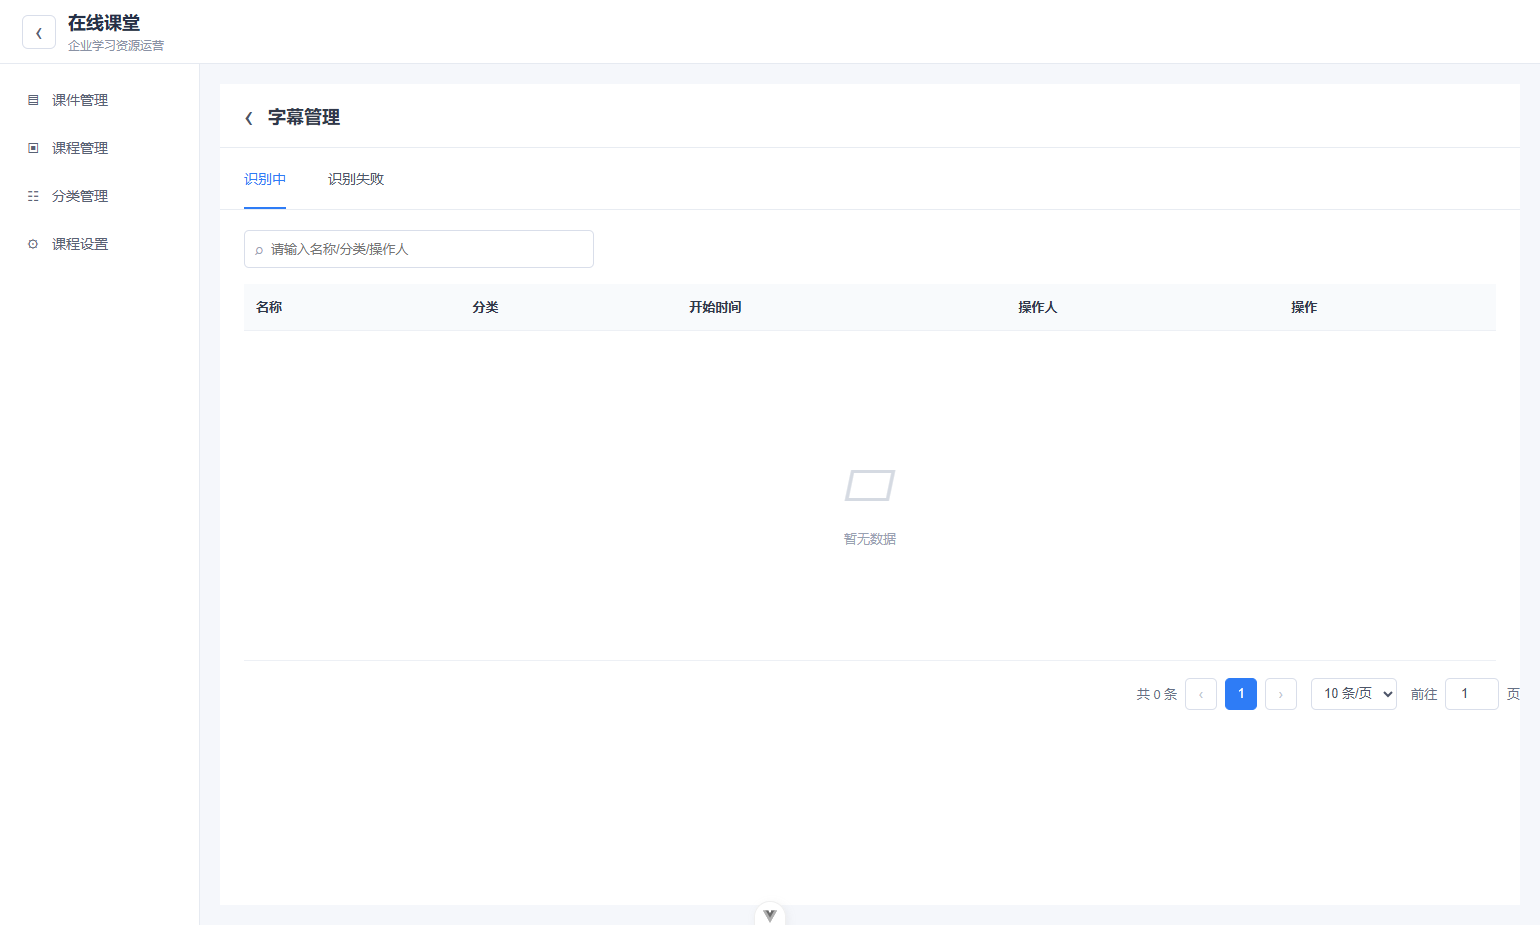 在线课堂
企业学习资源运营
课件管理
课程管理
分类管理
课程设置
字幕管理
识别中 识别失败
请输入名称/分类/操作人
名称 分类 开始时间 操作人 操作
暂无数据
共 0 条 1 10 条/页 前往 1 页